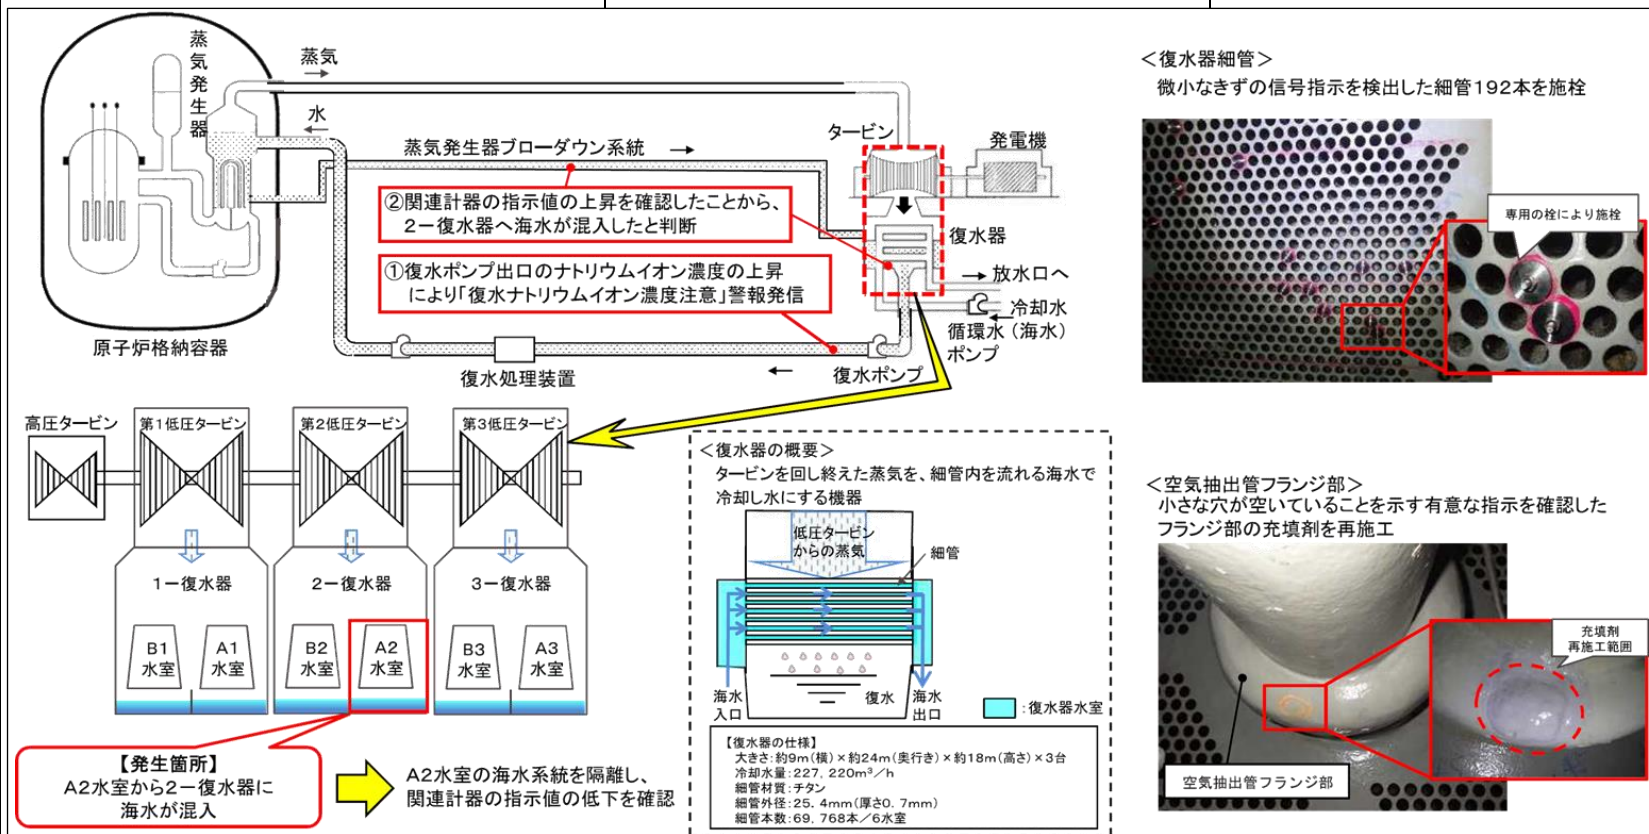 蒸気発生器
蒸気
水
蒸気発生器ブローダウン系統
タービン
発電機
②関連計器の指示値の上昇を確認したことから、
2－復水器へ海水が混入したと判断
復水器
放水口へ
①復水ポンプ出口のナトリウムイオン濃度の上昇
により「復水ナトリウムイオン濃度注意」警報発信
冷却水
循環水（海水）
ポンプ
原子炉格納容器
復水処理装置
復水ポンプ
高圧タービン
第1低圧タービン
第2低圧タービン
第3低圧タービン
1－復水器
2－復水器
3－復水器
B1
水室
A1
水室
B2
水室
A2
水室
B3
水室
A3
水室
【発生箇所】
A2水室から2－復水器に
海水が混入
A2水室の海水系統を隔離し、
関連計器の指示値の低下を確認
＜復水器の概要＞
タービンを回し終えた蒸気を、細管内を流れる海水で
冷却し水にする機器
低圧タービン
からの蒸気
細管
海水
入口
復水
海水
出口
：復水器水室
【復水器の仕様】
大きさ：約9m（横）×約24m（奥行き）×約18m（高さ）×3台
冷却水量：227，220m³／h
細管材質：チタン
細管外径：25．4mm（厚さ0．7mm）
細管本数：69，768本／6水室
＜復水器細管＞
微小なきずの信号指示を検出した細管192本を施栓
専用の栓により施栓
＜空気抽出管フランジ部＞
小さな穴が空いていることを示す有意な指示を確認した
フランジ部の充填剤を再施工
充填剤
再施工範囲
空気抽出管フランジ部